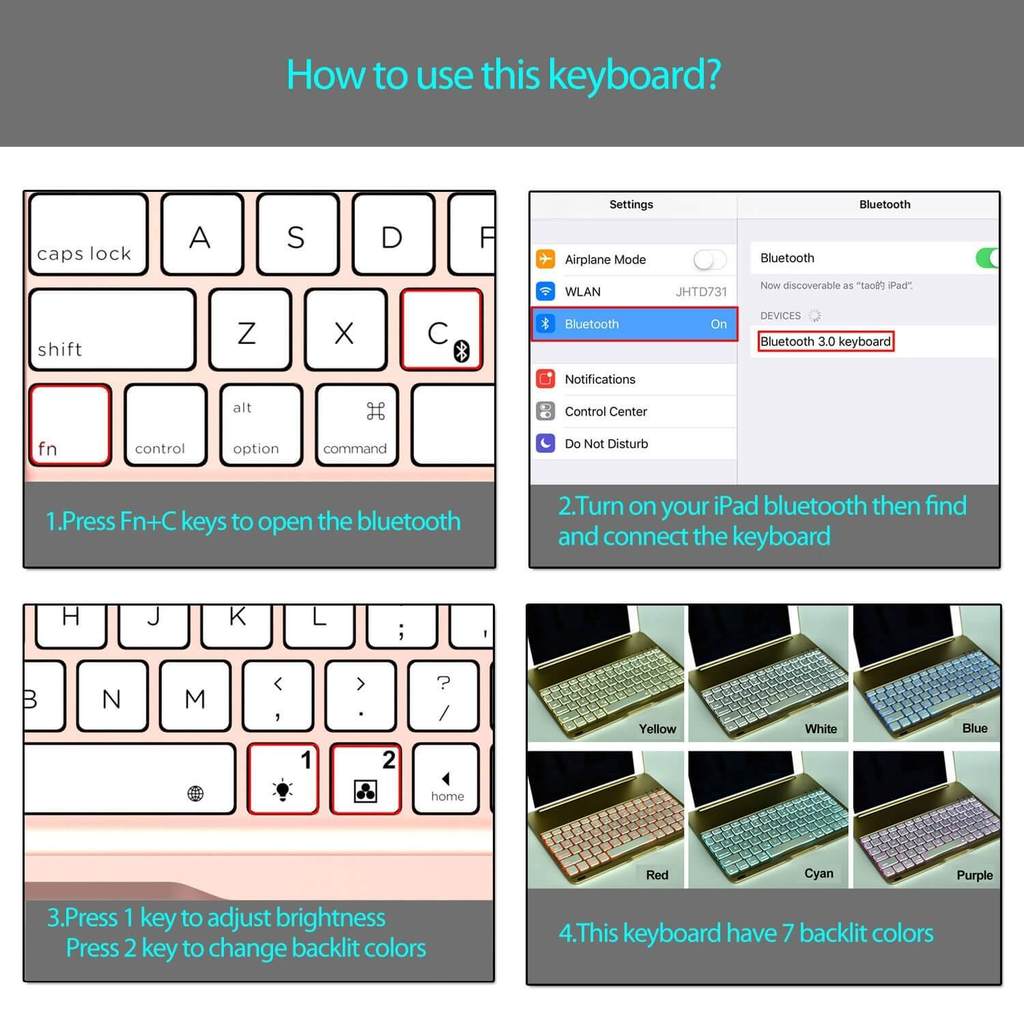 How to use this keyboard?
caps lock
A
S
D
F
shift
Z
X
C
fn
control
alt
option
command
1.Press Fn+C keys to open the bluetooth
Settings
Bluetooth
Airplane Mode
WLAN JHTD731
Bluetooth On
Notifications
Control Center
Do Not Disturb
Bluetooth
Now discoverable as “tao的 iPad”.
DEVICES
Bluetooth 3.0 keyboard
2.Turn on your iPad bluetooth then find
and connect the keyboard
H
J
K
L
;
'
B
N
M
<
,
>
.
?
/
1
2
home
3.Press 1 key to adjust brightness
Press 2 key to change backlit colors
Yellow
White
Blue
Red
Cyan
Purple
4.This keyboard have 7 backlit colors